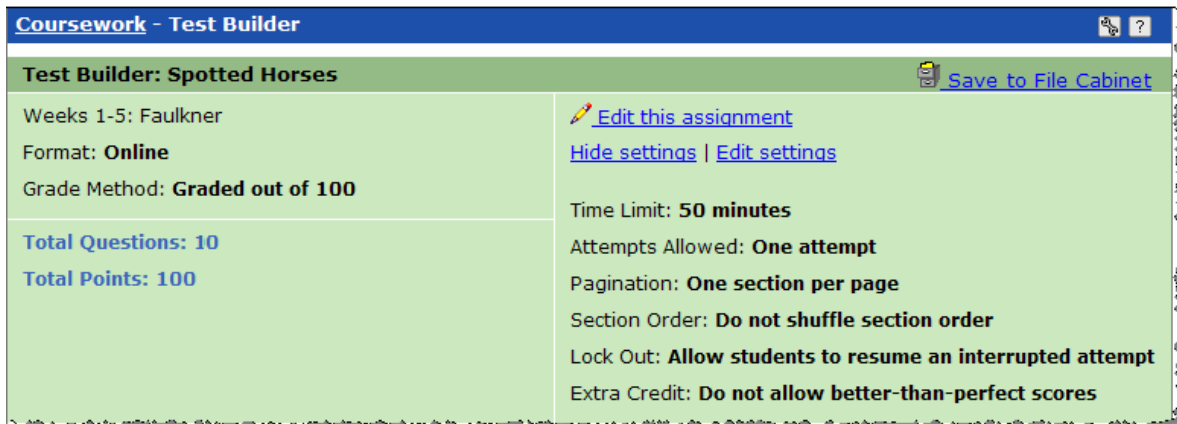 Coursework - Test Builder
?
Test Builder: Spotted Horses
Save to File Cabinet
Weeks 1-5: Faulkner
Format: Online
Grade Method: Graded out of 100
Total Questions: 10
Total Points: 100
Edit this assignment
Hide settings | Edit settings
Time Limit: 50 minutes
Attempts Allowed: One attempt
Pagination: One section per page
Section Order: Do not shuffle section order
Lock Out: Allow students to resume an interrupted attempt
Extra Credit: Do not allow better-than-perfect scores